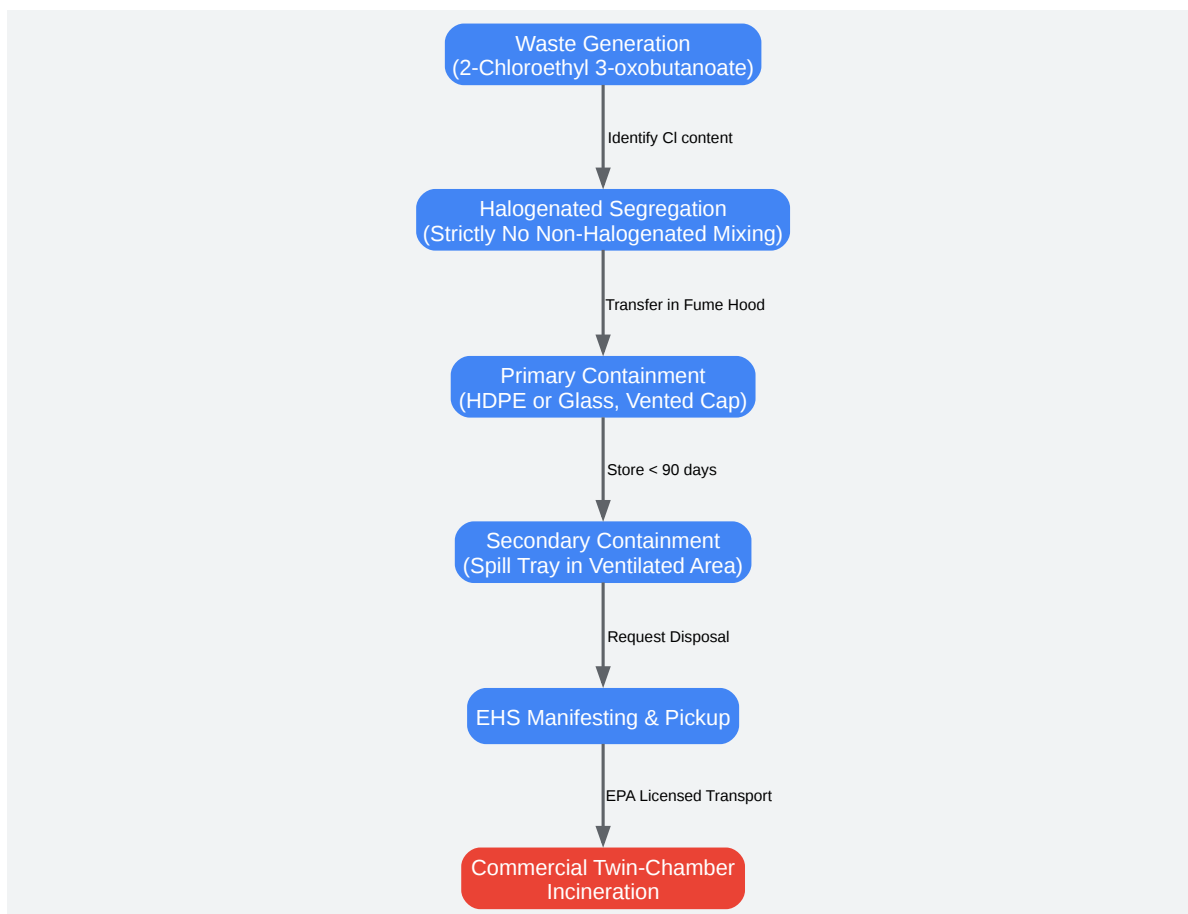 Waste Generation
(2-Chloroethyl 3-oxobutanoate)
Identify Cl content
Halogenated Segregation
(Strictly No Non-Halogenated Mixing)
Transfer in Fume Hood
Primary Containment
(HDPE or Glass, Vented Cap)
Store < 90 days
Secondary Containment
(Spill Tray in Ventilated Area)
Request Disposal
EHS Manifesting & Pickup
EPA Licensed Transport
Commercial Twin-Chamber
Incineration